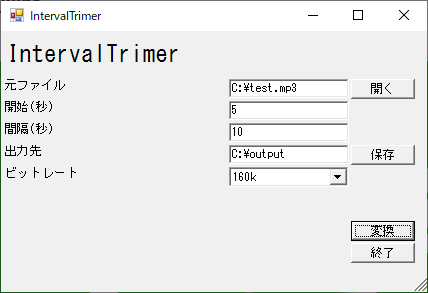 IntervalTrimer
IntervalTrimer
元ファイル C:¥test.mp3 開く
開始(秒) 5
間隔(秒) 10
出力先 C:¥output 保存
ビットレート 160k
変換
終了